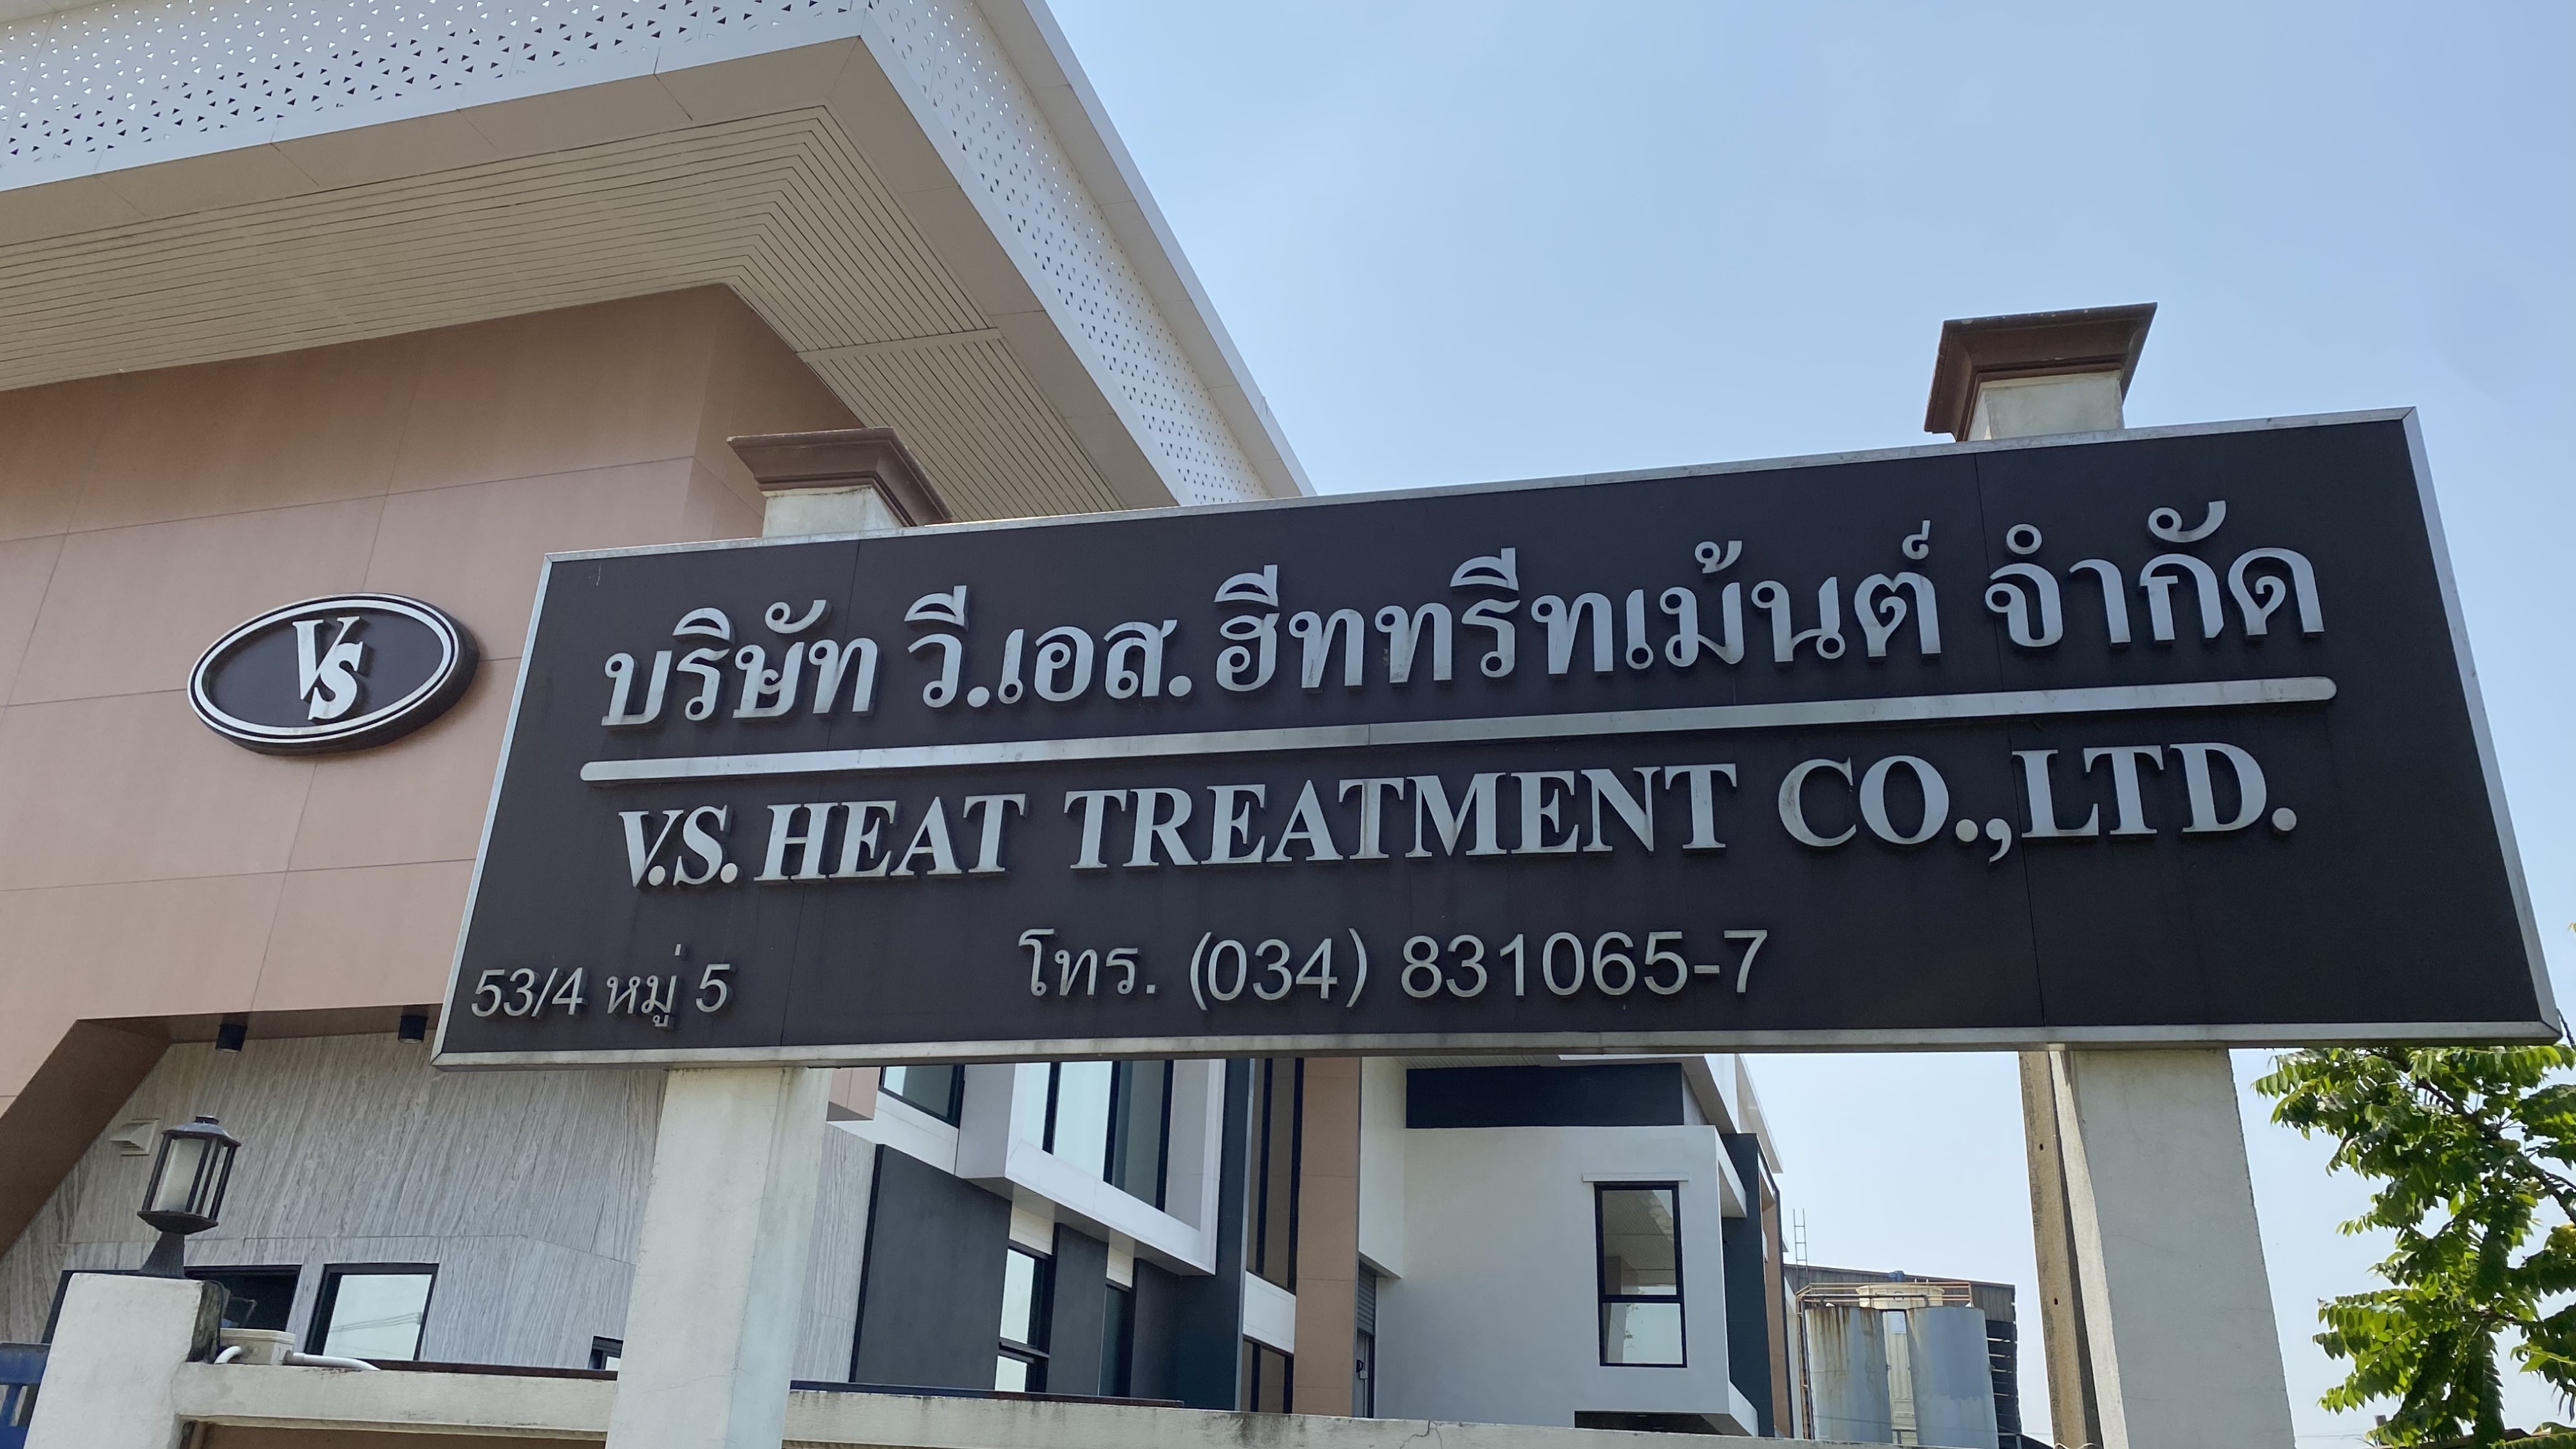 VS
บริษัท วี.เอส. ฮีททรีทเม้นต์ จำกัด
V.S. HEAT TREATMENT CO.,LTD.
53/4 หมู่ 5 โทร. (034) 831065-7